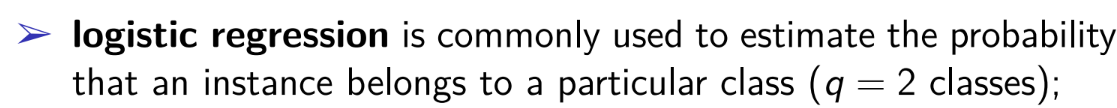 ➢ logistic regression is commonly used to estimate the probability
that an instance belongs to a particular class (q = 2 classes);